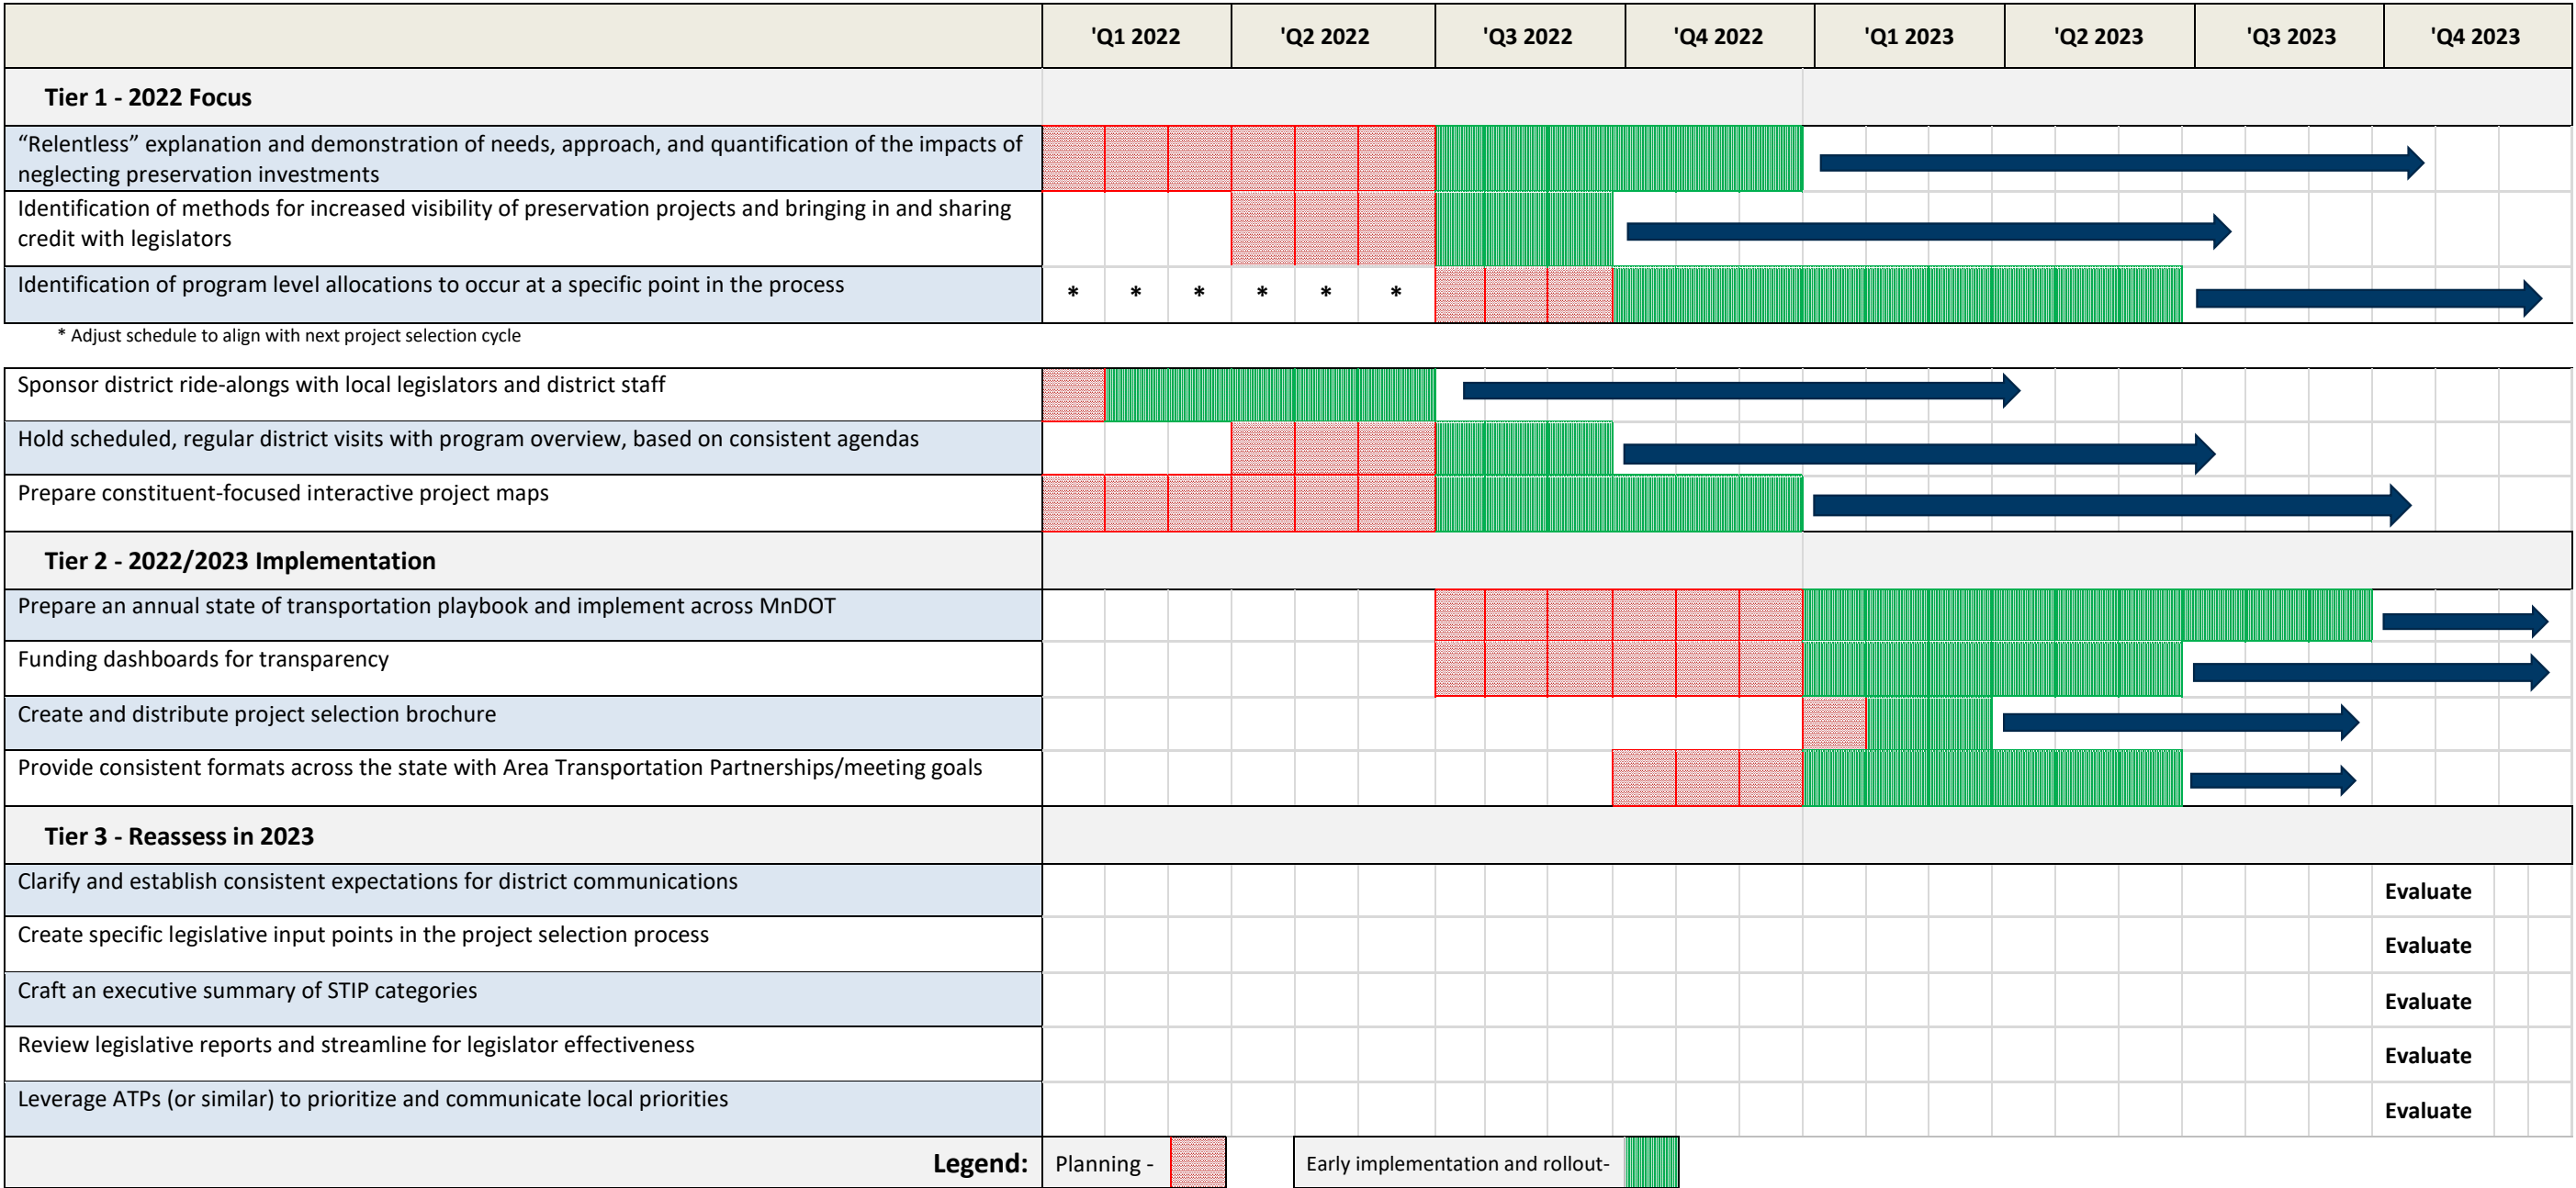 'Q1 2022 'Q2 2022 'Q3 2022 'Q4 2022 'Q1 2023 'Q2 2023 'Q3 2023 'Q4 2023
Tier 1 - 2022 Focus
“Relentless” explanation and demonstration of needs, approach, and quantification of the impacts of
neglecting preservation investments
Identification of methods for increased visibility of preservation projects and bringing in and sharing
credit with legislators
Identification of program level allocations to occur at a specific point in the process * * * * * *
* Adjust schedule to align with next project selection cycle
Sponsor district ride-alongs with local legislators and district staff
Hold scheduled, regular district visits with program overview, based on consistent agendas
Prepare constituent-focused interactive project maps
Tier 2 - 2022/2023 Implementation
Prepare an annual state of transportation playbook and implement across MnDOT
Funding dashboards for transparency
Create and distribute project selection brochure
Provide consistent formats across the state with Area Transportation Partnerships/meeting goals
Tier 3 - Reassess in 2023
Clarify and establish consistent expectations for district communications Evaluate
Create specific legislative input points in the project selection process Evaluate
Craft an executive summary of STIP categories Evaluate
Review legislative reports and streamline for legislator effectiveness Evaluate
Leverage ATPs (or similar) to prioritize and communicate local priorities Evaluate
Legend: Planning - Early implementation and rollout-